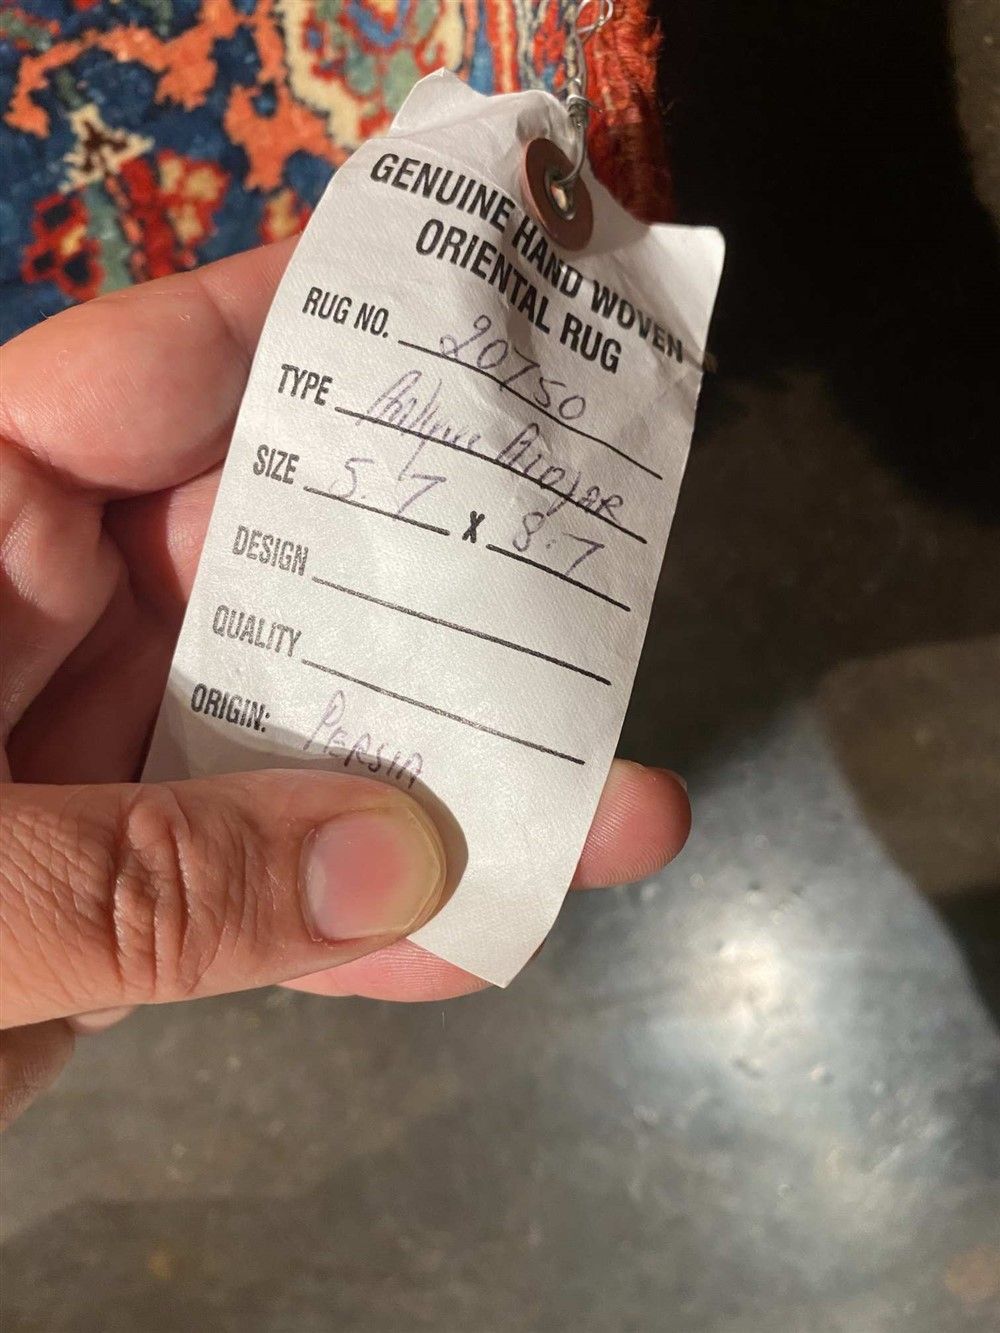 GENUINE HAND WOVEN
ORIENTAL RUG
RUG NO. 20750
TYPE Antique
SIZE 5.7 X 8.7
DESIGN
QUALITY
ORIGIN: PERSIA